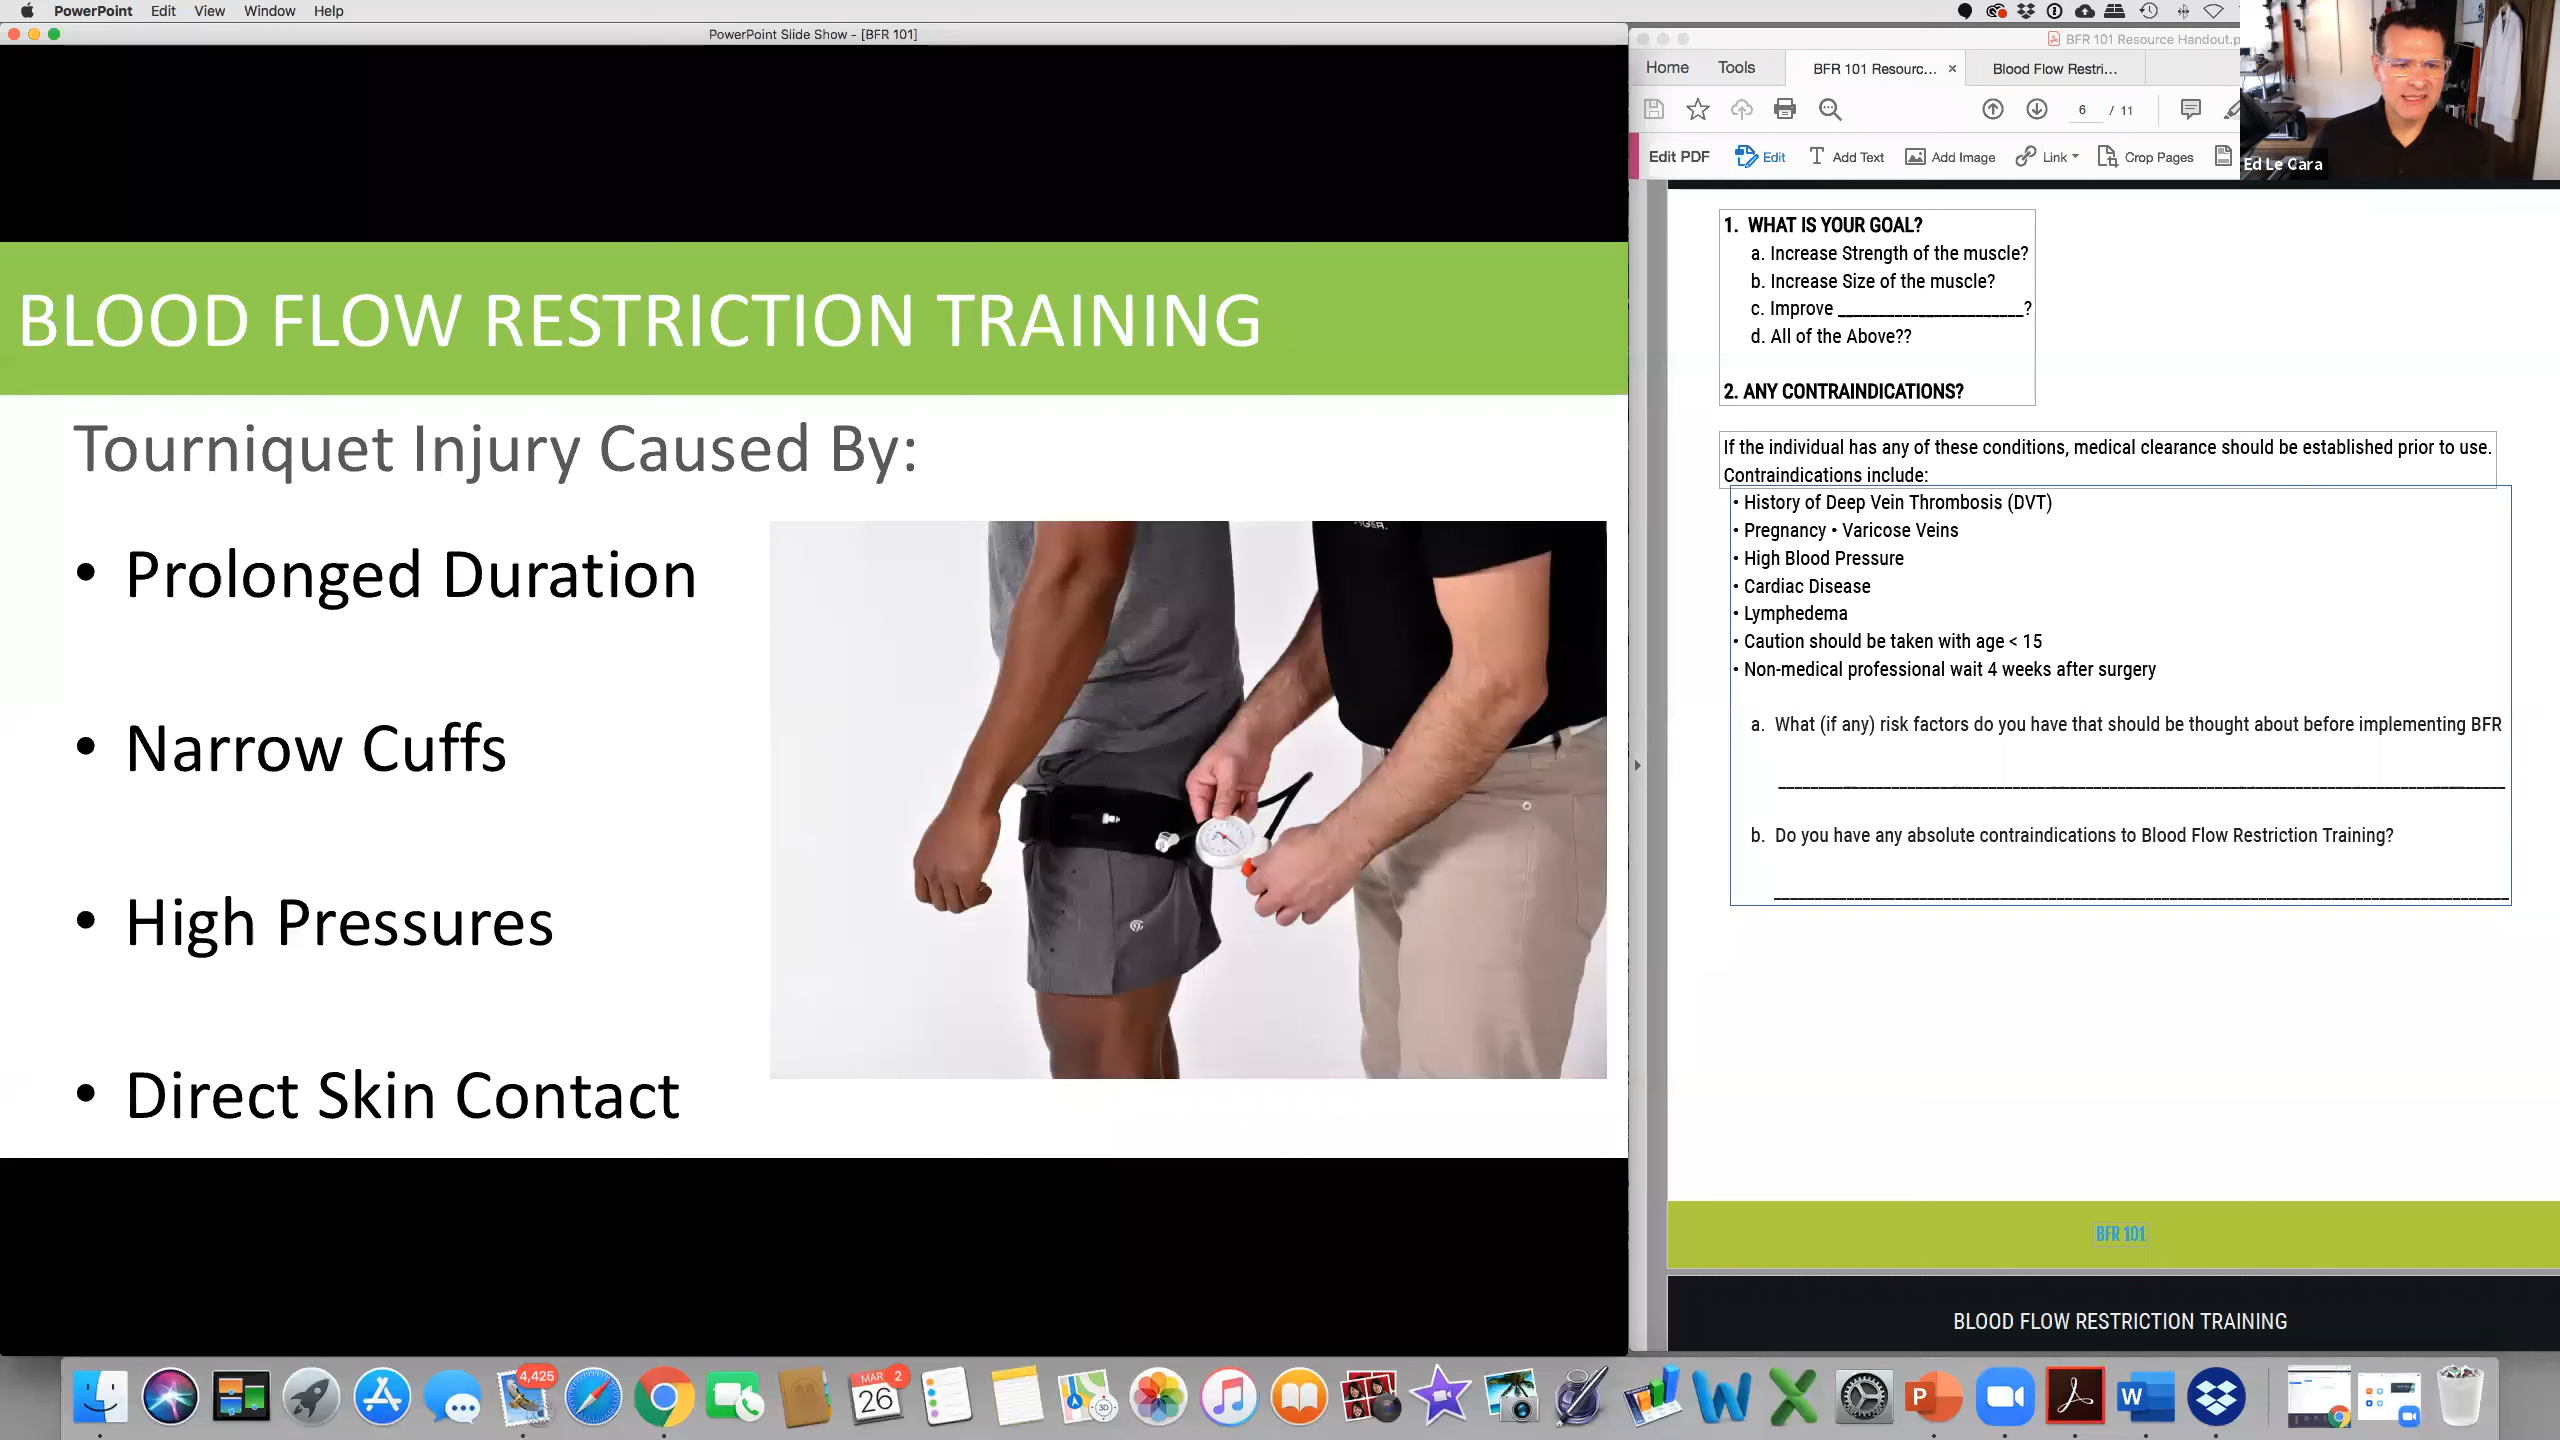 PowerPoint Edit View Window Help
PowerPoint Slide Show - [BFR 101]
BLOOD FLOW RESTRICTION TRAINING
Tourniquet Injury Caused By:
• Prolonged Duration
• Narrow Cuffs
• High Pressures
• Direct Skin Contact
BFR 101 Resource Handout.p
Home Tools BFR 101 Resourc... × Blood Flow Restri...
6 / 11
Edit PDF Edit Add Text Add Image Link Crop Pages
Ed Le Cara
1. WHAT IS YOUR GOAL?
a. Increase Strength of the muscle?
b. Increase Size of the muscle?
c. Improve ______________________?
d. All of the Above??
2. ANY CONTRAINDICATIONS?
If the individual has any of these conditions, medical clearance should be established prior to use.
Contraindications include:
• History of Deep Vein Thrombosis (DVT)
• Pregnancy • Varicose Veins
• High Blood Pressure
• Cardiac Disease
• Lymphedema
• Caution should be taken with age < 15
• Non-medical professional wait 4 weeks after surgery
a. What (if any) risk factors do you have that should be thought about before implementing BFR
b. Do you have any absolute contraindications to Blood Flow Restriction Training?
BFR 101
BLOOD FLOW RESTRICTION TRAINING
4,425
MAR 2
26
3D
P
W